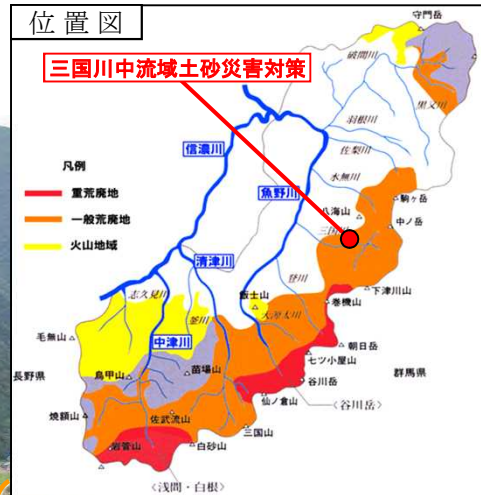 位置図
守門岳
三国川中流域土砂災害対策
破間川
黒又川
羽根川
信濃川
佐梨川
凡例
水無川
重荒廃地
魚野川
駒ヶ岳
一般荒廃地
八海山
中ノ岳
火山地域
三国川
清津川
登川
下津川山
志久見川
釜川
飯士山
巻機山
大源太川
毛無山
中津川
朝日岳
七ツ小屋山
長野県
鳥甲山
苗場山
谷川岳
群馬県
仙ノ倉山
焼額山
佐武流山
〈谷川岳〉
三国山
岩菅山
白砂山
〈浅間・白根〉